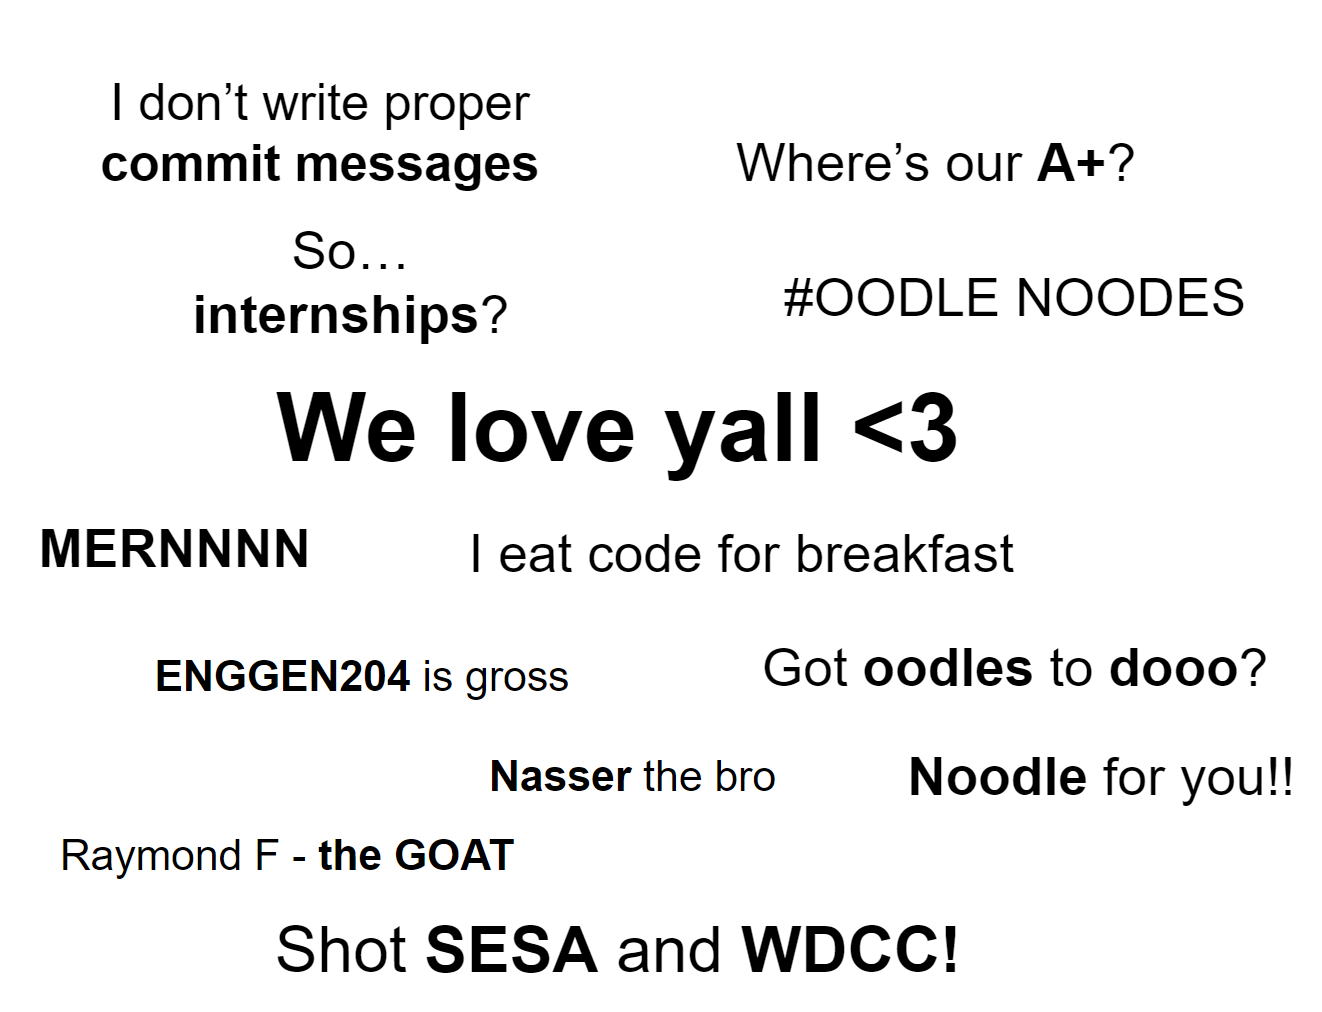 I don’t write proper
commit messages
Where’s our A+?
So…
internships?
#OODLE NOODES
We love yall <3
MERNNNN
I eat code for breakfast
ENGGEN204 is gross
Got oodles to dooo?
Nasser the bro
Noodle for you!!
Raymond F - the GOAT
Shot SESA and WDCC!